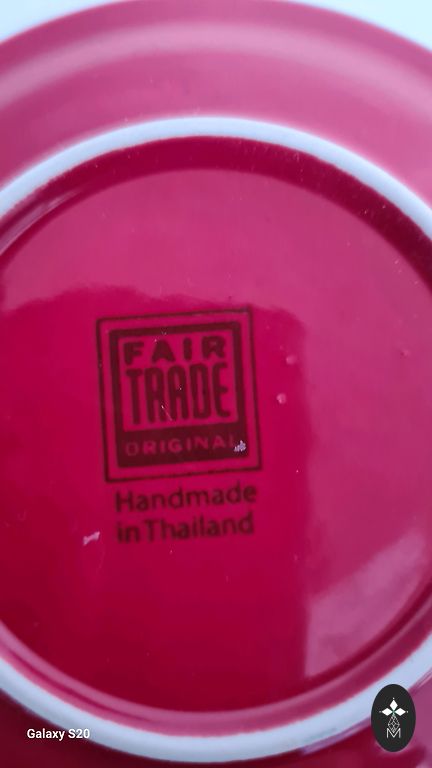 FAIR
TRADE
ORIGINAL
Handmade
in Thailand
Galaxy S20
M